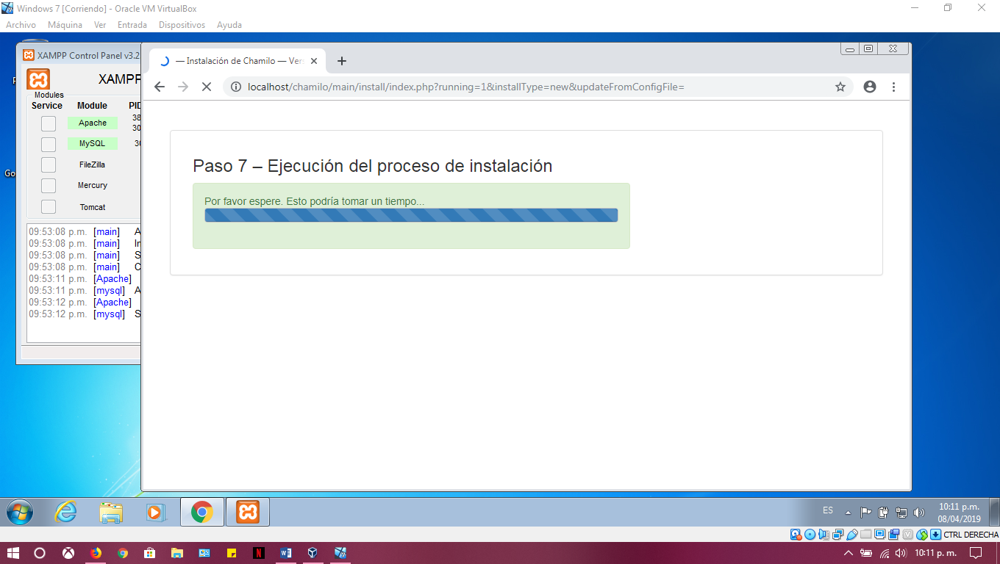 Windows 7 [Corriendo] - Oracle VM VirtualBox
Archivo Máquina Ver Entrada Dispositivos Ayuda
XAMPP Control Panel v3.2
— Instalación de Chamilo — Ver
XAMPP
localhost/chamilo/main/install/index.php?running=1&installType=new&updateFromConfigFile=
Modules
Service Module PID
Apache 38
30
MySQL 30
FileZilla
Mercury
Tomcat
Paso 7 – Ejecución del proceso de instalación
Por favor espere. Esto podría tomar un tiempo...
09:53:08 p.m. [main] A
09:53:08 p.m. [main] In
09:53:08 p.m. [main] S
09:53:08 p.m. [main] C
09:53:11 p.m. [Apache]
09:53:11 p.m. [mysql] A
09:53:12 p.m. [Apache]
09:53:12 p.m. [mysql] S
Go
ES
10:11 p.m.
08/04/2019
CTRL DERECHA
10:11 p. m.